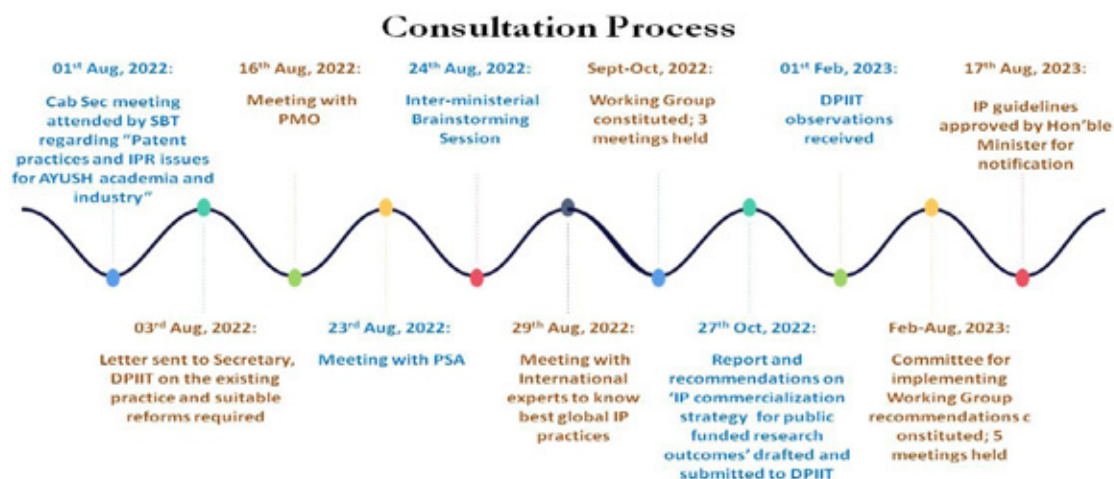 Consultation Process
01st Aug, 2022:
Cab Sec meeting
attended by SBT
regarding "Patent
practices and IPR issues
for AYUSH academia and
industry"
16th Aug, 2022:
Meeting with
PMO
24th Aug, 2022:
Inter-ministerial
Brainstorming
Session
Sept-Oct, 2022:
Working Group
constituted; 3
meetings held
01st Feb, 2023:
DPIIT
observations
received
17th Aug, 2023:
IP guidelines
approved by Hon'ble
Minister for
notification
03rd Aug, 2022:
Letter sent to Secretary,
DPIIT on the existing
practice and suitable
reforms required
23rd Aug, 2022:
Meeting with PSA
29th Aug, 2022:
Meeting with
International
experts to know
best global IP
practices
27th Oct, 2022:
Report and
recommendations on
'IP commercialization
strategy for public
funded research
outcomes' drafted and
submitted to DPIIT
Feb-Aug, 2023:
Committee for
implementing
Working Group
recommendations c
onstituted; 5
meetings held